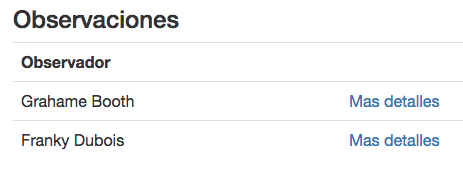 Observaciones
Observador
Grahame Booth Mas detalles
Franky Dubois Mas detalles